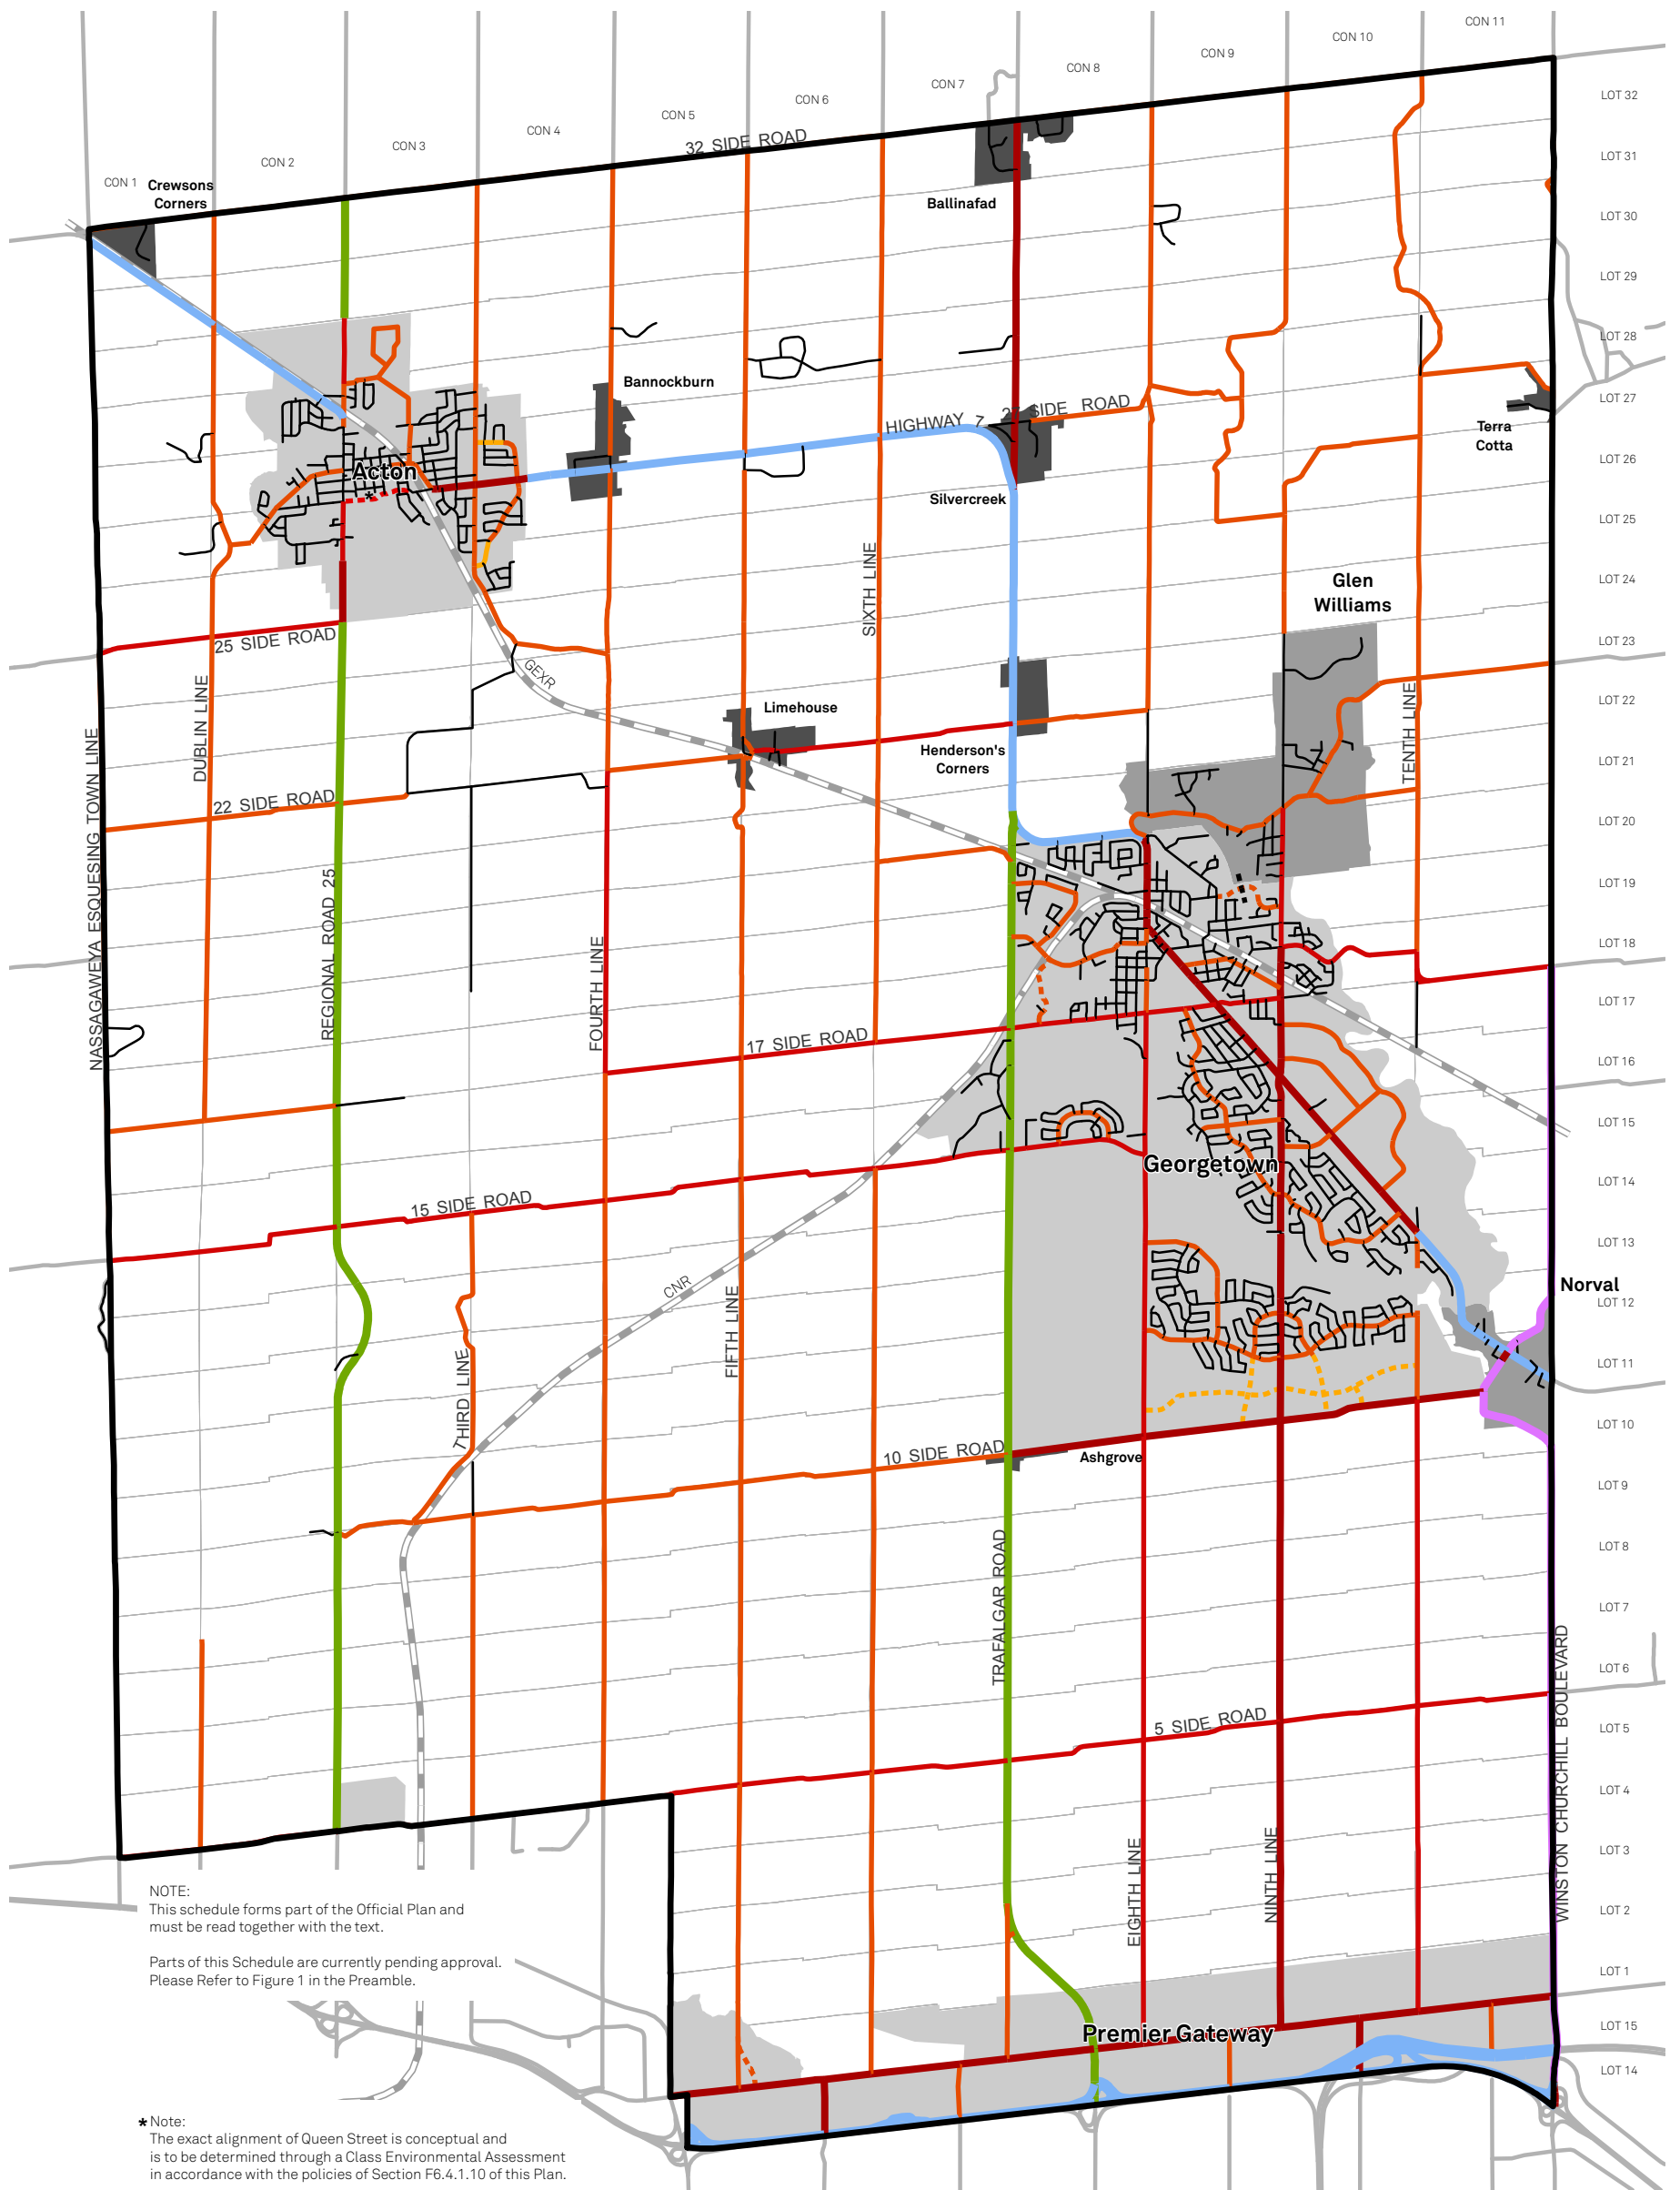 CON 11
CON 10
CON 9
CON 8
CON 7
CON 6
CON 5
CON 4
CON 3
CON 2
CON 1
LOT 32
LOT 31
LOT 30
LOT 29
LOT 28
LOT 27
LOT 26
LOT 25
LOT 24
LOT 23
LOT 22
LOT 21
LOT 20
LOT 19
LOT 18
LOT 17
LOT 16
LOT 15
LOT 14
LOT 13
LOT 12
LOT 11
LOT 10
LOT 9
LOT 8
LOT 7
LOT 6
LOT 5
LOT 4
LOT 3
LOT 2
LOT 1
LOT 15
LOT 14
32 SIDE ROAD
Crewsons
Corners
Ballinafad
Bannockburn
HIGHWAY 7
27 SIDE ROAD
Terra
Cotta
Acton
*
Silvercreek
SIXTH LINE
Glen
Williams
25 SIDE ROAD
GEXR
DUBLIN LINE
Limehouse
TENTH LINE
Henderson's
Corners
22 SIDE ROAD
NASSAGAWEYA ESQUESING TOWN LINE
REGIONAL ROAD 25
FOURTH LINE
17 SIDE ROAD
Georgetown
15 SIDE ROAD
CNR
FIFTH LINE
Norval
THIRD LINE
10 SIDE ROAD
Ashgrove
TRAFALGAR ROAD
WINSTON CHURCHILL BOULEVARD
5 SIDE ROAD
EIGHTH LINE
NINTH LINE
Premier Gateway
NOTE:
This schedule forms part of the Official Plan and
must be read together with the text.
Parts of this Schedule are currently pending approval.
Please Refer to Figure 1 in the Preamble.
* Note:
The exact alignment of Queen Street is conceptual and
is to be determined through a Class Environmental Assessment
in accordance with the policies of Section F6.4.1.10 of this Plan.